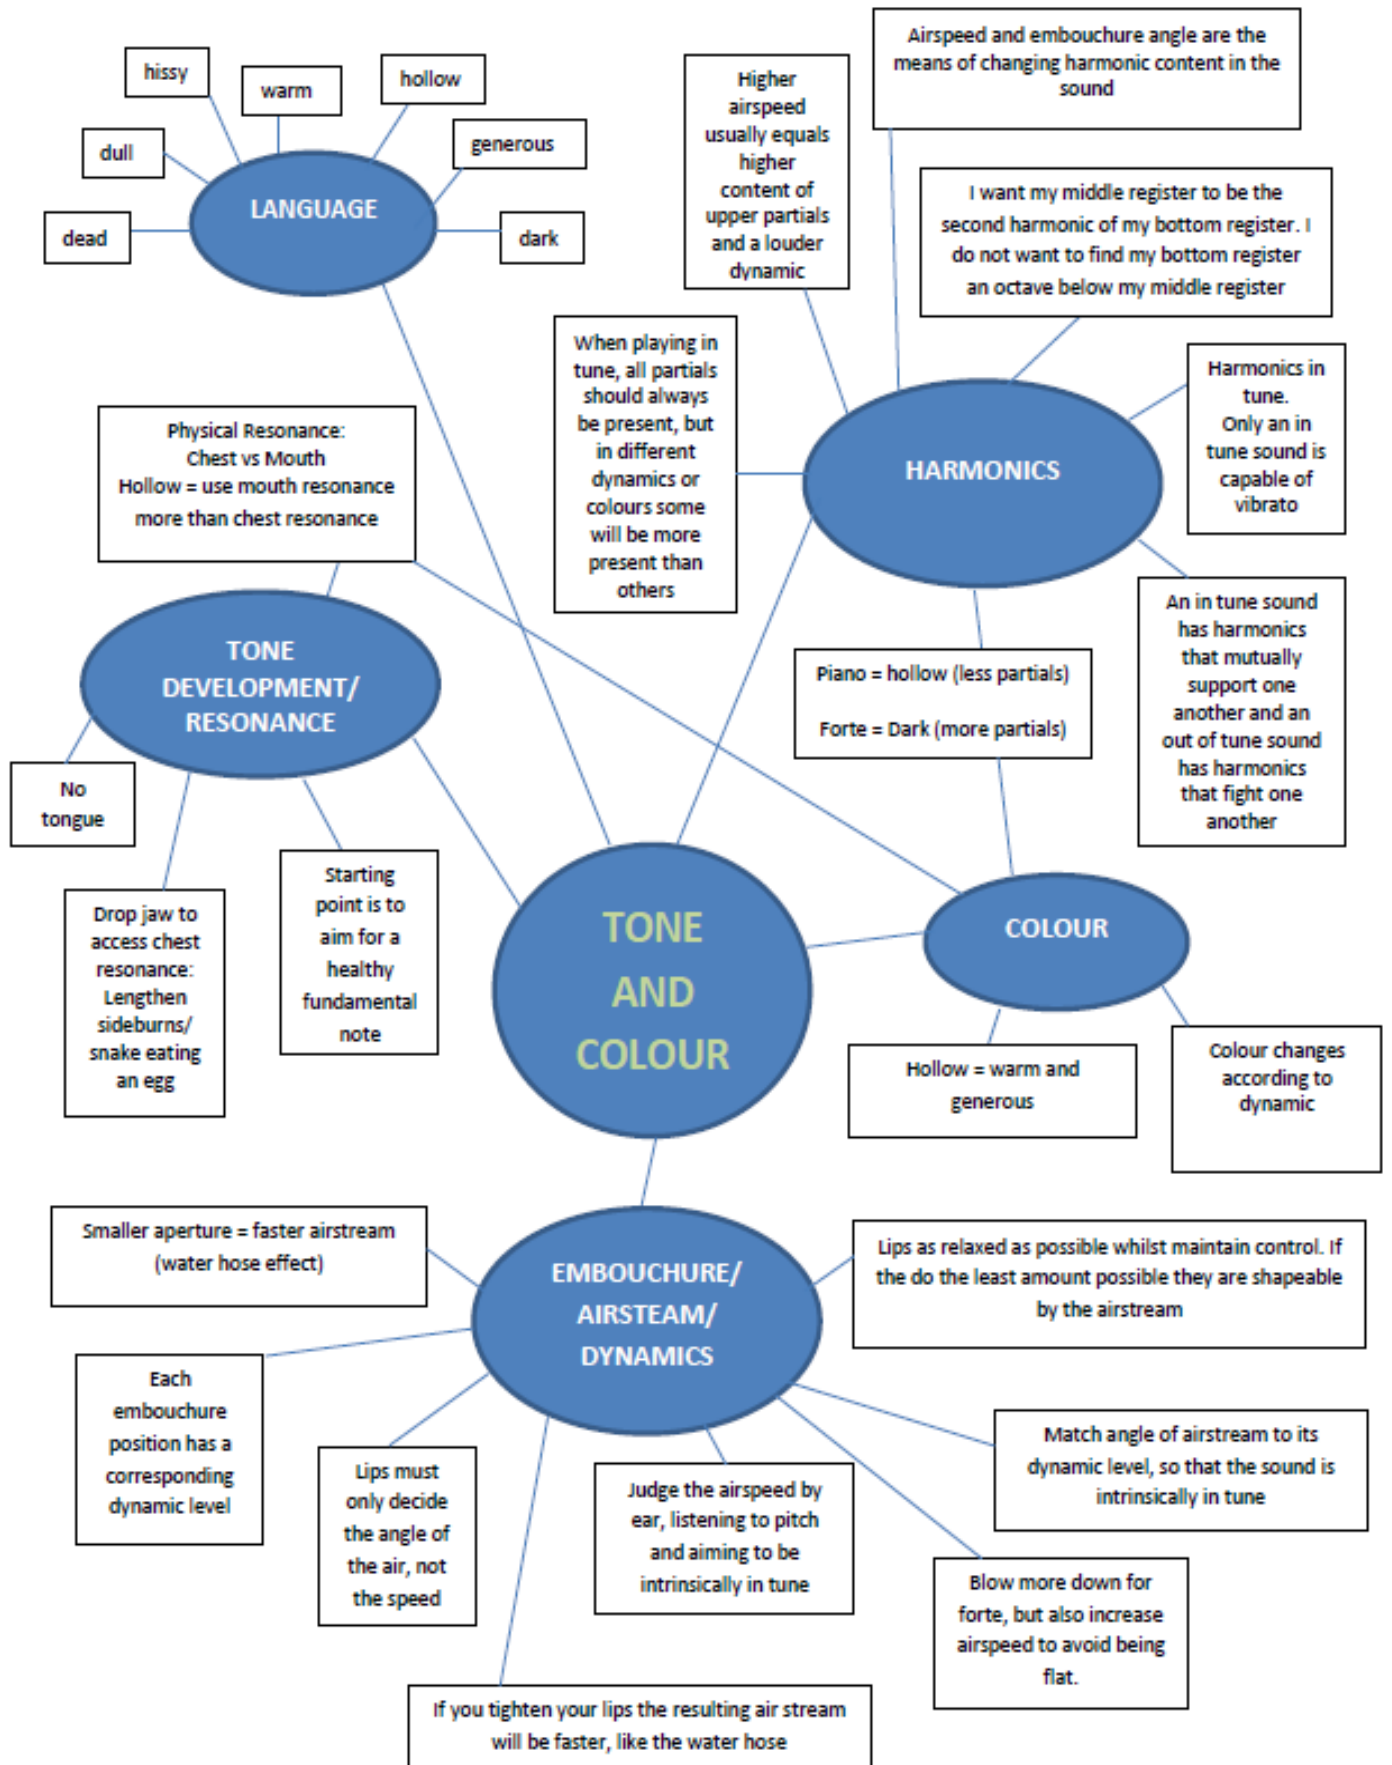 hissy
warm
hollow
dull
generous
LANGUAGE
dead
dark
Higher
airspeed
usually equals
higher
content of
upper partials
and a louder
dynamic
Airspeed and embouchure angle are the
means of changing harmonic content in the
sound
I want my middle register to be the
second harmonic of my bottom register. I
do not want to find my bottom register
an octave below my middle register
When playing in
tune, all partials
should always
be present, but
in different
dynamics or
colours some
will be more
present than
others
HARMONICS
Harmonics in
tune.
Only an in
tune sound is
capable of
vibrato
An in tune sound
has harmonics
that mutually
support one
another and an
out of tune sound
has harmonics
that fight one
another
Piano = hollow (less partials)
Forte = Dark (more partials)
Physical Resonance:
Chest vs Mouth
Hollow = use mouth resonance
more than chest resonance
TONE
DEVELOPMENT/
RESONANCE
No
tongue
Drop jaw to
access chest
resonance:
Lengthen
sideburns/
snake eating
an egg
Starting
point is to
aim for a
healthy
fundamental
note
TONE
AND
COLOUR
COLOUR
Hollow = warm and
generous
Colour changes
according to
dynamic
Smaller aperture = faster airstream
(water hose effect)
EMBOUCHURE/
AIRSTEAM/
DYNAMICS
Lips as relaxed as possible whilst maintain control. If
the do the least amount possible they are shapeable
by the airstream
Each
embouchure
position has a
corresponding
dynamic level
Lips must
only decide
the angle of
the air, not
the speed
Judge the airspeed by
ear, listening to pitch
and aiming to be
intrinsically in tune
Match angle of airstream to its
dynamic level, so that the sound is
intrinsically in tune
Blow more down for
forte, but also increase
airspeed to avoid being
flat.
If you tighten your lips the resulting air stream
will be faster, like the water hose